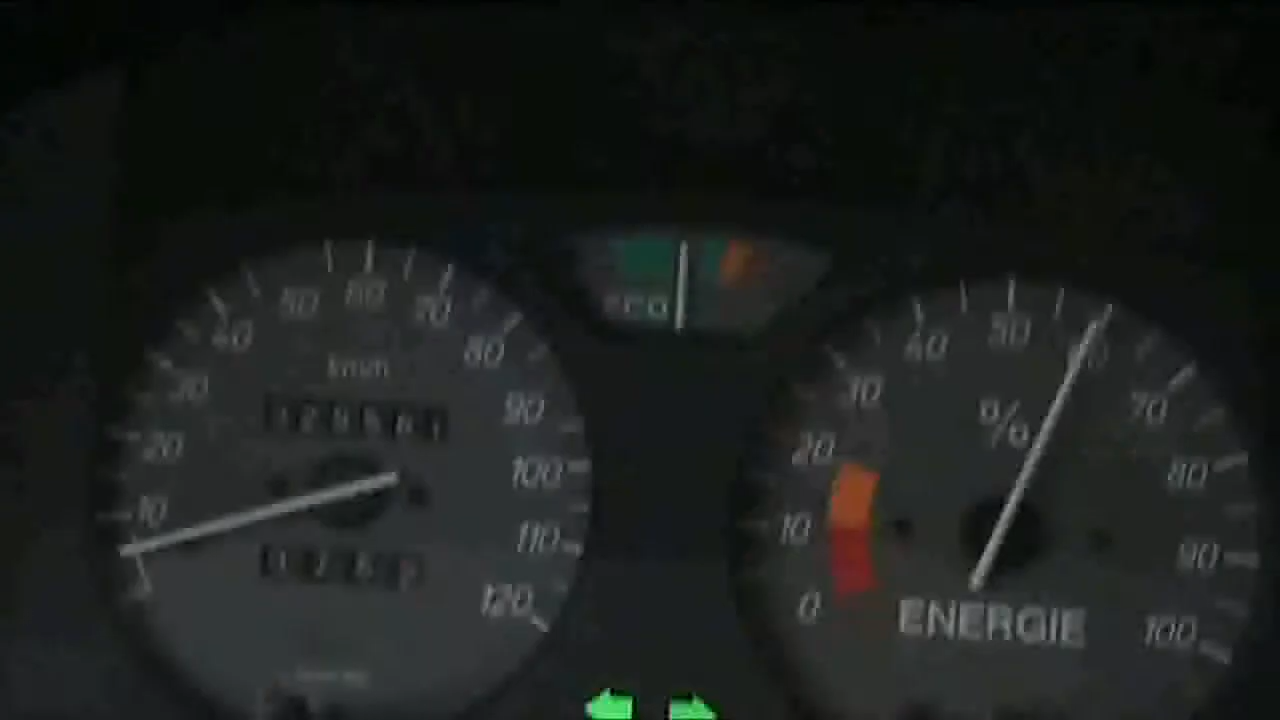 10 20 30 40 50 60 70 80 90 100 110 120
km/h
ECO
0 10 20 30 40 50 60 70 80 90 100
%
ENERGIE